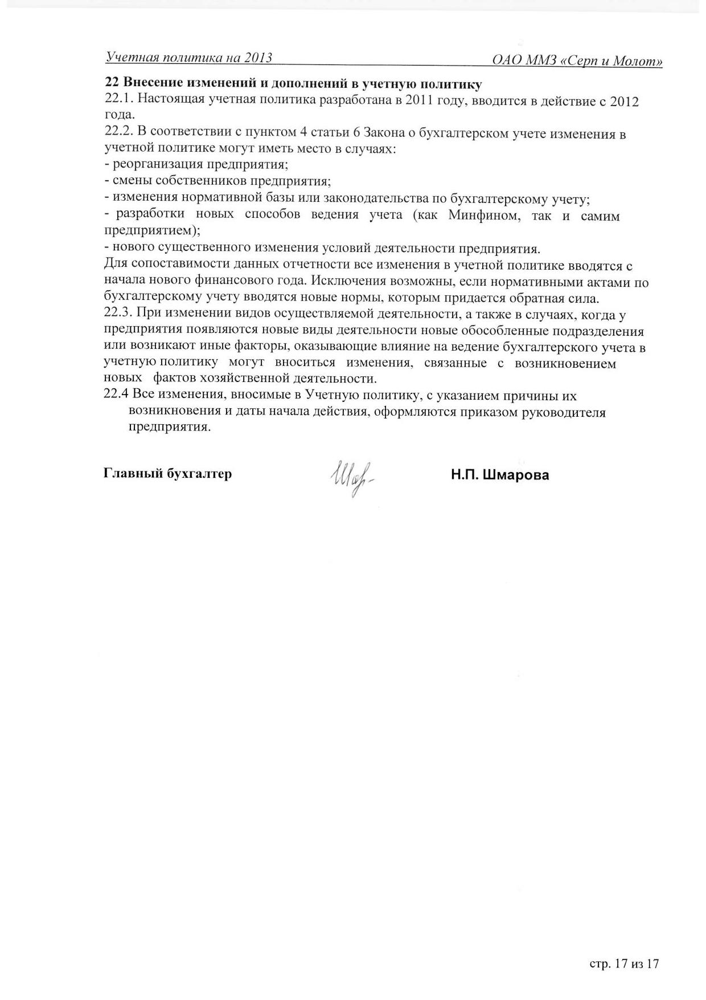 Учетная политика на 2013 ОАО ММЗ «Серп и Молот»
22 Внесение изменений и дополнений в учетную политику
22.1. Настоящая учетная политика разработана в 2011 году, вводится в действие с 2012
года.
22.2. В соответствии с пунктом 4 статьи 6 Закона о бухгалтерском учете изменения в
учетной политике могут иметь место в случаях:
- реорганизация предприятия;
- смены собственников предприятия;
- изменения нормативной базы или законодательства по бухгалтерскому учету;
- разработки новых способов ведения учета (как Минфином, так и самим
предприятием);
- нового существенного изменения условий деятельности предприятия.
Для сопоставимости данных отчетности все изменения в учетной политике вводятся с
начала нового финансового года. Исключения возможны, если нормативными актами по
бухгалтерскому учету вводятся новые нормы, которым придается обратная сила.
22.3. При изменении видов осуществляемой деятельности, а также в случаях, когда у
предприятия появляются новые виды деятельности новые обособленные подразделения
или возникают иные факторы, оказывающие влияние на ведение бухгалтерского учета в
учетную политику могут вноситься изменения, связанные с возникновением
новых фактов хозяйственной деятельности.
22.4 Все изменения, вносимые в Учетную политику, с указанием причины их
возникновения и даты начала действия, оформляются приказом руководителя
предприятия.
Главный бухгалтер Н.П. Шмарова
стр. 17 из 17